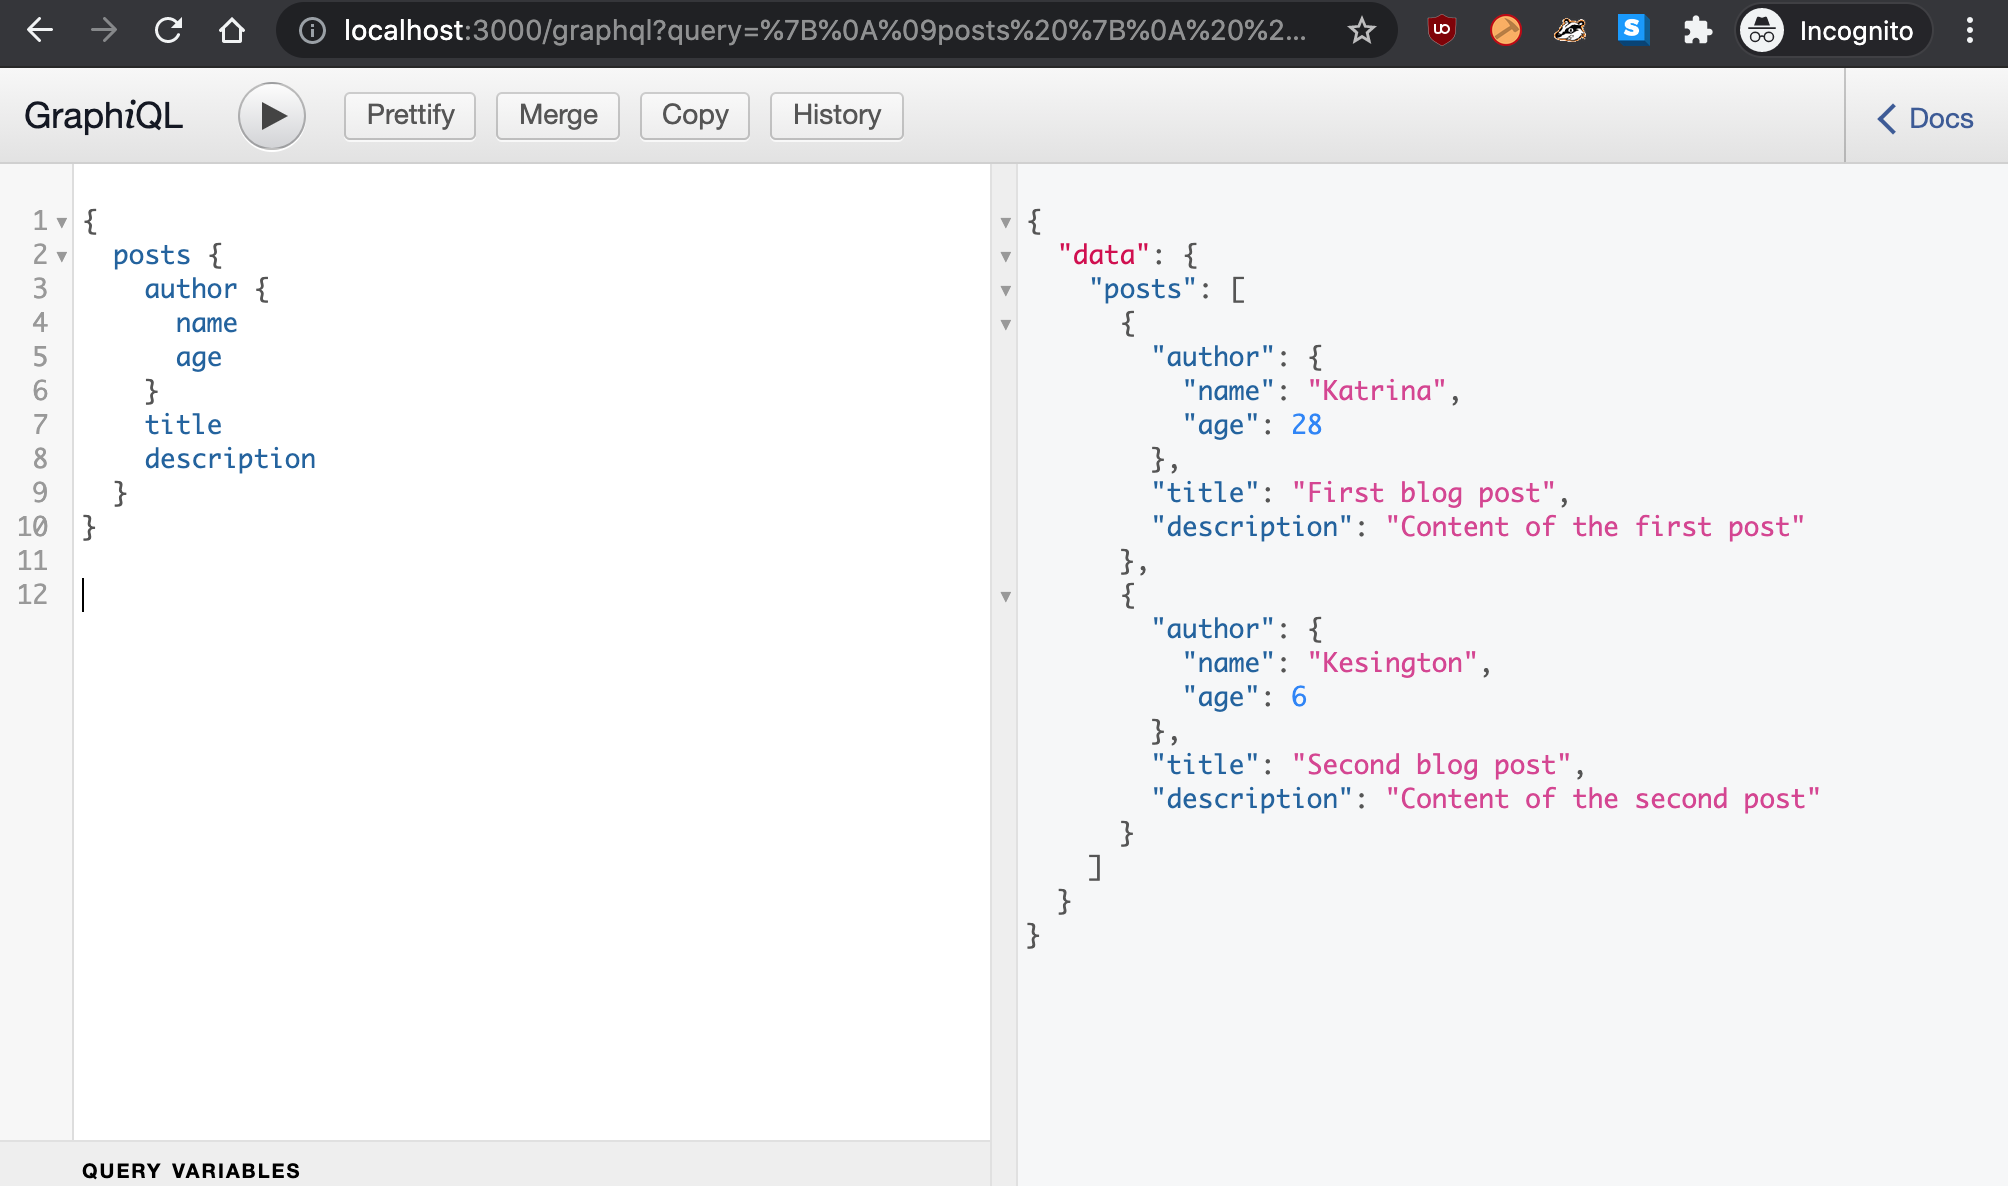 localhost:3000/graphql?query=%7B%0A%09posts%20%7B%0A%20%2...
Incognito
GraphiQL
Prettify
Merge
Copy
History
Docs
1 {
2   posts {
3     author {
4       name
5       age
6     }
7     title
8     description
9   }
10 }
11
12
{
  "data": {
    "posts": [
      {
        "author": {
          "name": "Katrina",
          "age": 28
        },
        "title": "First blog post",
        "description": "Content of the first post"
      },
      {
        "author": {
          "name": "Kesington",
          "age": 6
        },
        "title": "Second blog post",
        "description": "Content of the second post"
      }
    ]
  }
}
QUERY VARIABLES